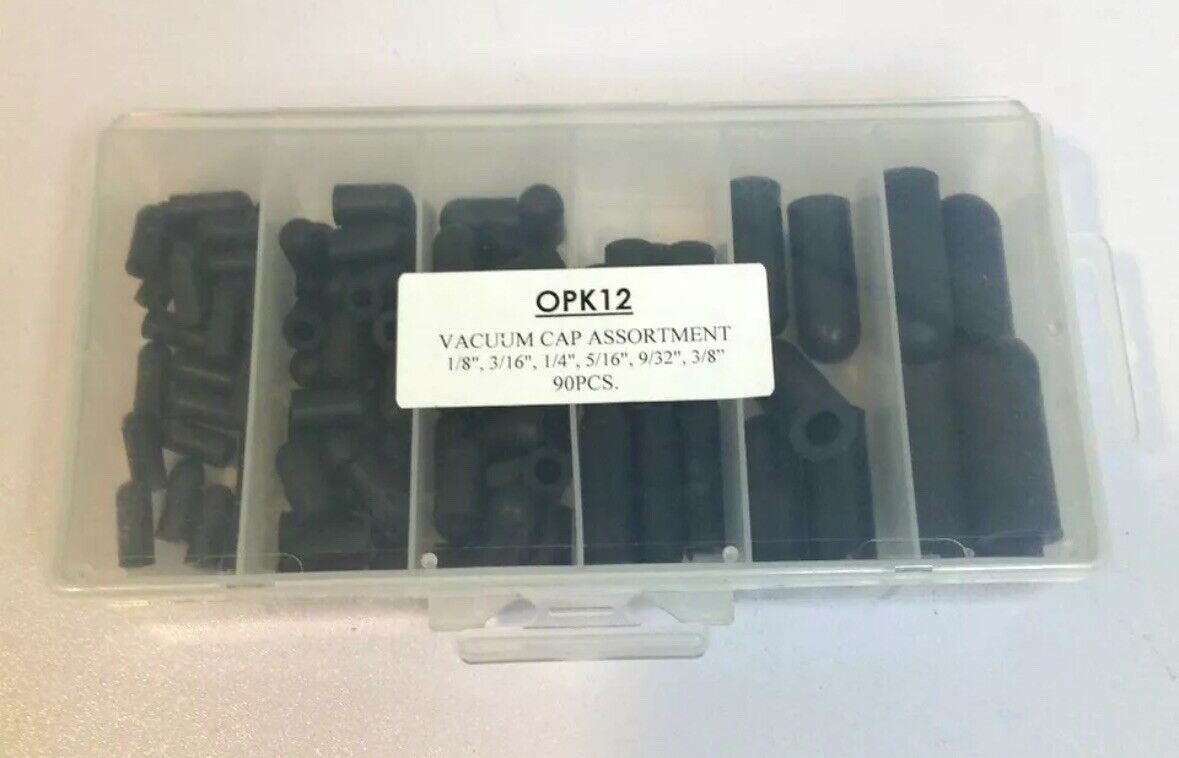 OPK12
VACUUM CAP ASSORTMENT
1/8", 3/16", 1/4", 5/16", 9/32", 3/8”
90PCS.